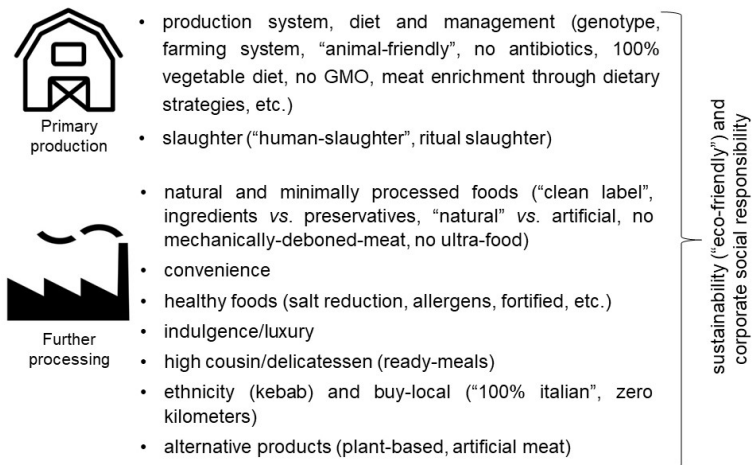 • production system, diet and management (genotype,
farming system, “animal-friendly”, no antibiotics, 100%
vegetable diet, no GMO, meat enrichment through dietary
strategies, etc.)
• slaughter (“human-slaughter”, ritual slaughter)
Primary
production
• natural and minimally processed foods (“clean label”,
ingredients vs. preservatives, “natural” vs. artificial, no
mechanically-deboned-meat, no ultra-food)
• convenience
• healthy foods (salt reduction, allergens, fortified, etc.)
• indulgence/luxury
• high cousin/delicatessen (ready-meals)
• ethnicity (kebab) and buy-local (“100% italian”, zero
kilometers)
• alternative products (plant-based, artificial meat)
Further
processing
sustainability (“eco-friendly”) and
corporate social responsibility